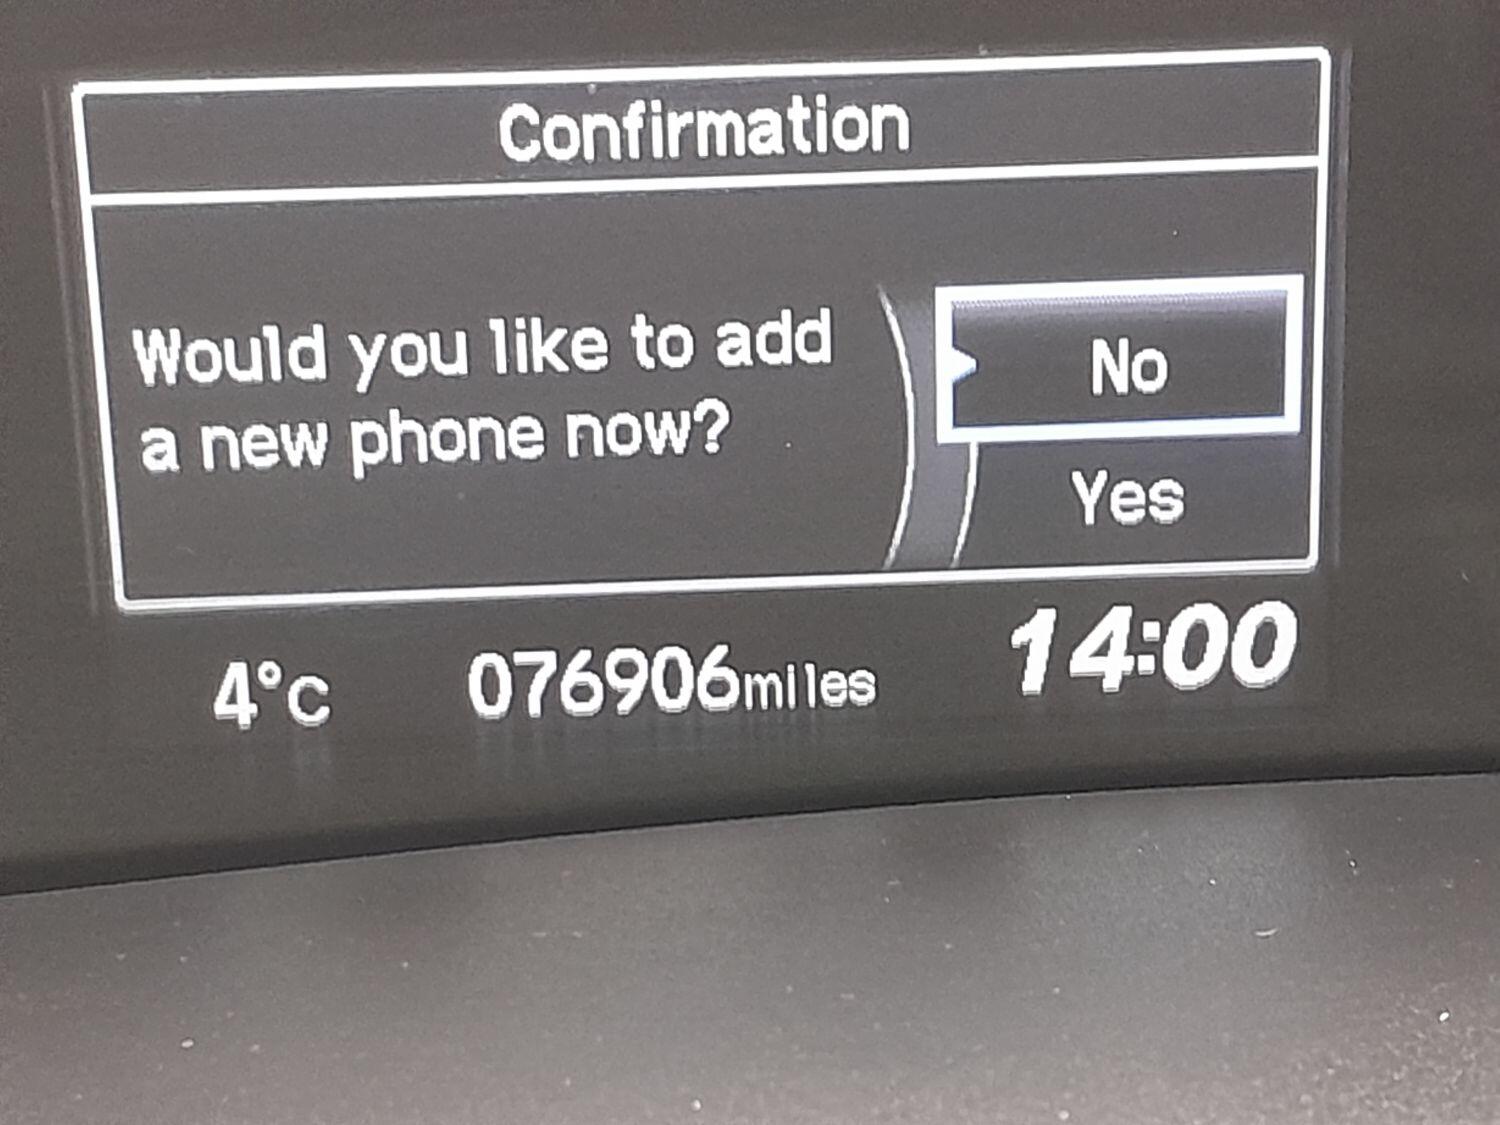 Confirmation
Would you like to add
a new phone now?
No
Yes
4°c 076906miles 14:00